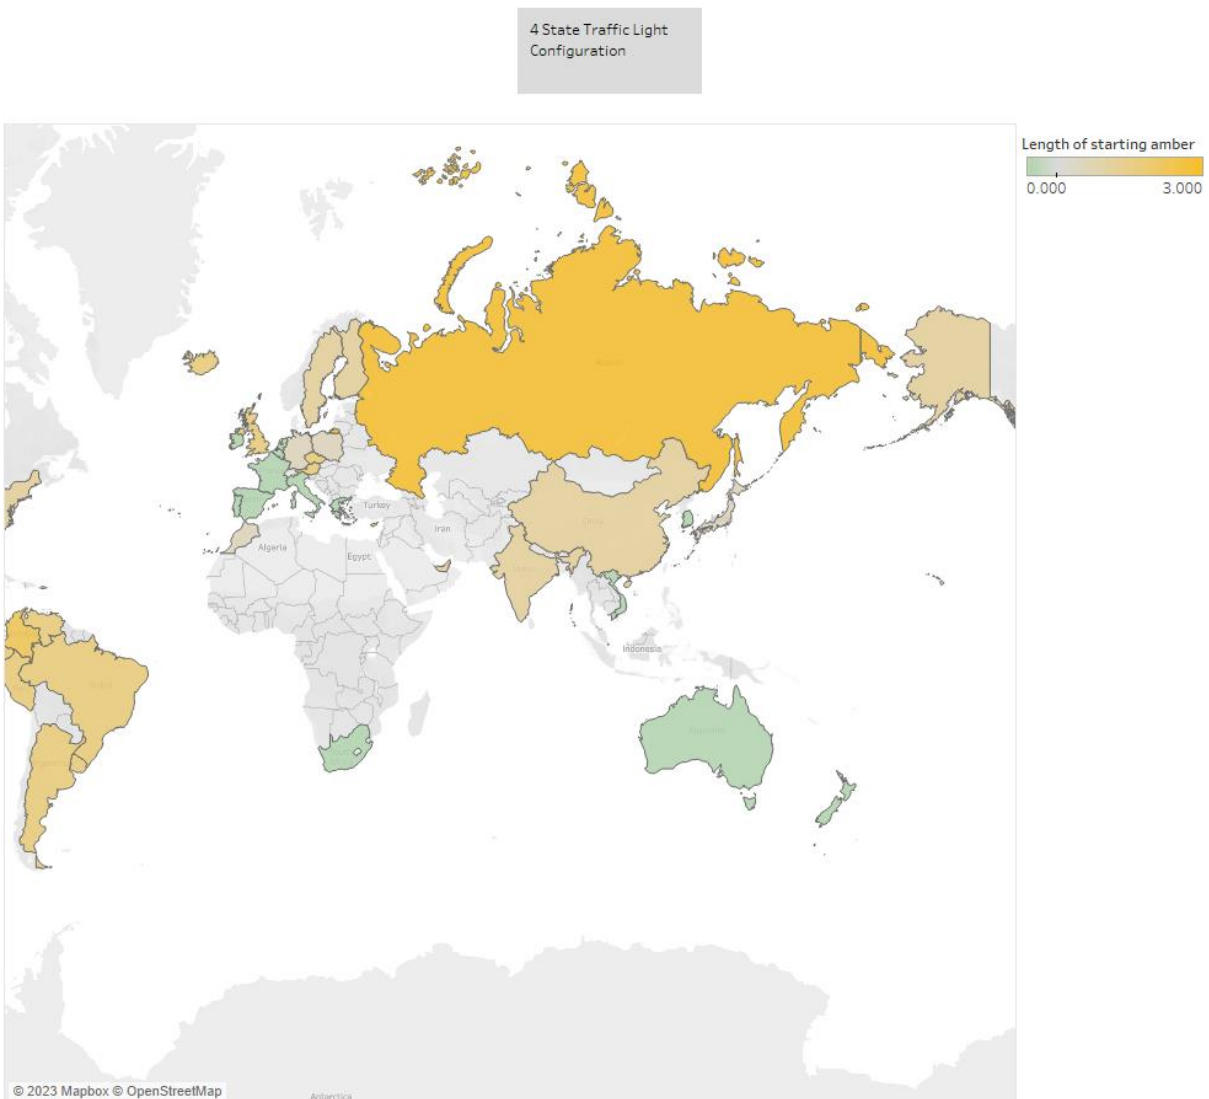 4 State Traffic Light
Configuration
Length of starting amber
0.000
3.000
Turkey
Iran
Algeria
Egypt
Indonesia
© 2023 Mapbox © OpenStreetMap
Antarctica